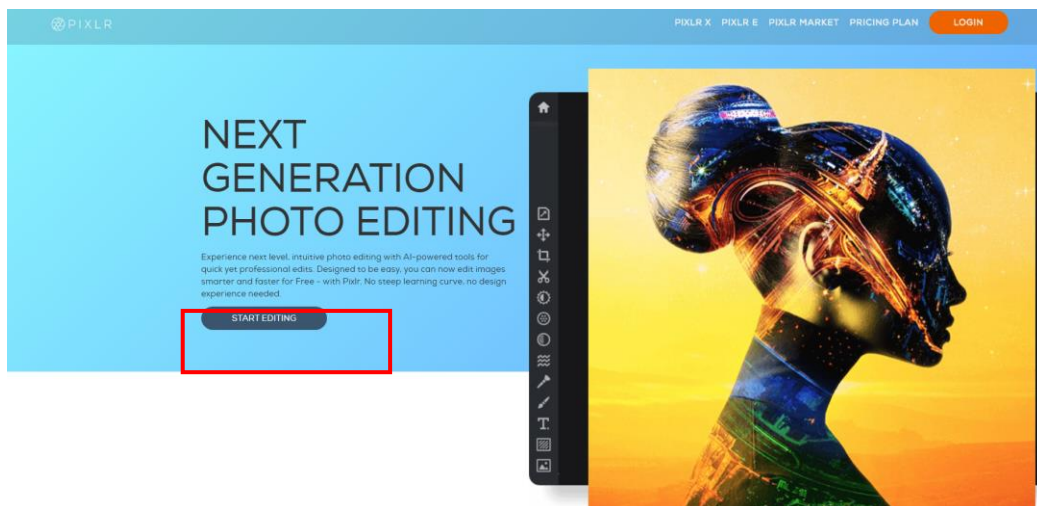 PIXLR
PIXLR X PIXLR E PIXLR MARKET PRICING PLAN LOGIN
NEXT
GENERATION
PHOTO EDITING
Experience next level, intuitive photo editing with AI-powered tools for
quick yet professional edits. Designed to be easy, you can now edit images
smarter and faster for Free - with Pixlr. No steep learning curve, no design
experience needed.
START EDITING
T.